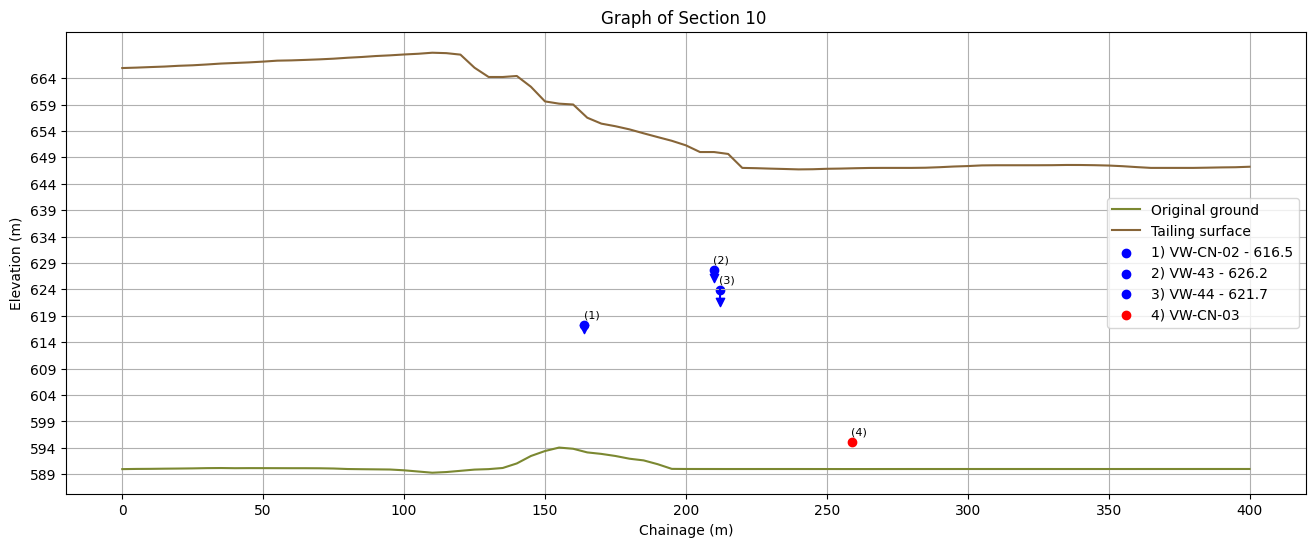 Graph of Section 10
Elevation (m)
664
659
654
649
644
639
634
629
624
619
614
609
604
599
594
589
(1)
(2)
(3)
(4)
Original ground
Tailing surface
1) VW-CN-02 - 616.5
2) VW-43 - 626.2
3) VW-44 - 621.7
4) VW-CN-03
0 50 100 150 200 250 300 350 400
Chainage (m)